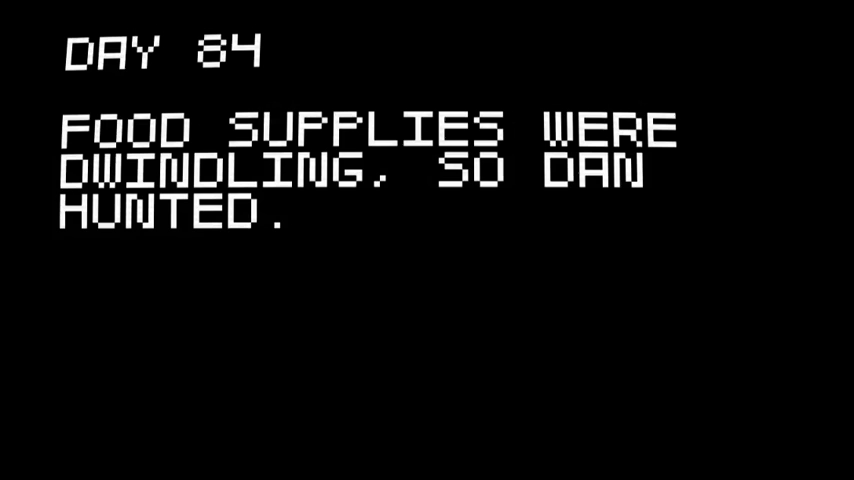 DAY 84
FOOD SUPPLIES WERE
DWINDLING, SO DAN
HUNTED.